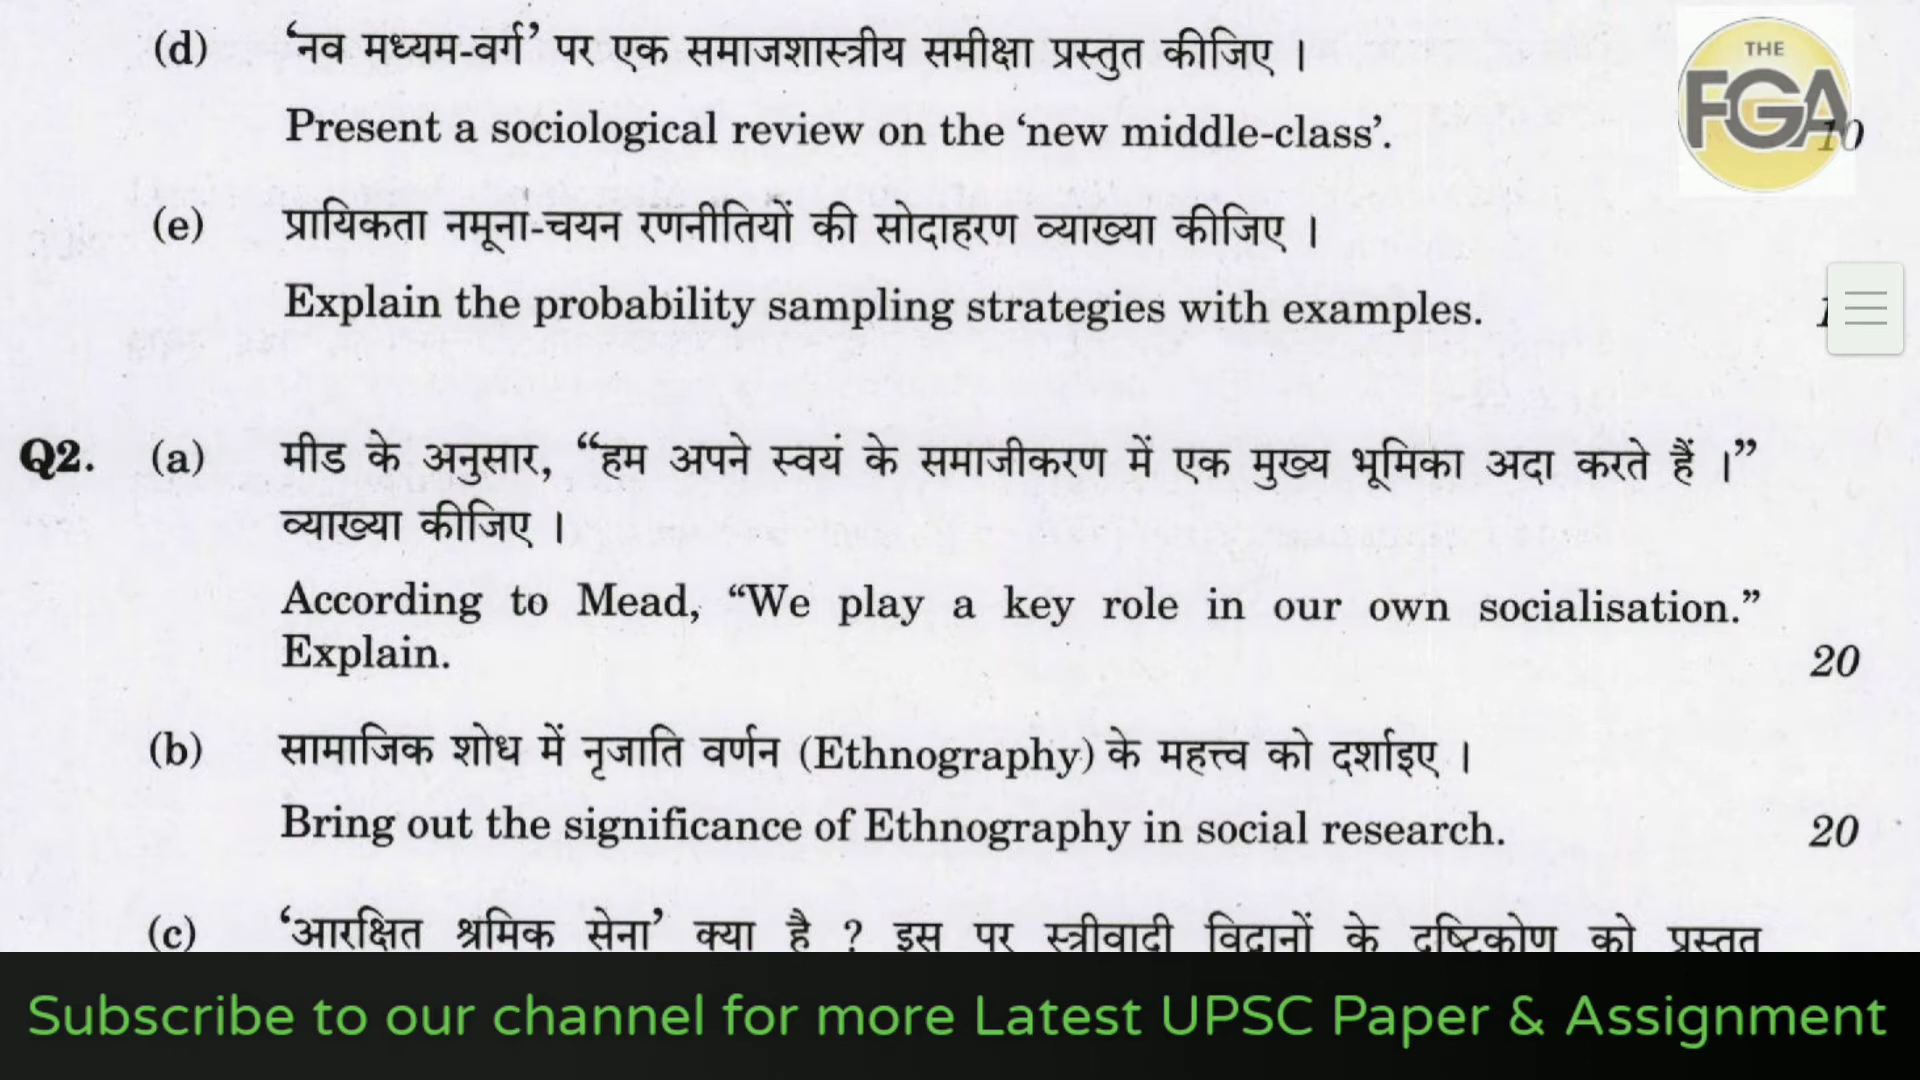 (d) ‘नव मध्यम-वर्ग’ पर एक समाजशास्त्रीय समीक्षा प्रस्तुत कीजिए ।
Present a sociological review on the ‘new middle-class’. 10
THE
FGA
(e) प्रायिकता नमूना-चयन रणनीतियों की सोदाहरण व्याख्या कीजिए ।
Explain the probability sampling strategies with examples.
Q2. (a) मीड के अनुसार, “हम अपने स्वयं के समाजीकरण में एक मुख्य भूमिका अदा करते हैं ।”
व्याख्या कीजिए ।
According to Mead, “We play a key role in our own socialisation.”
Explain. 20
(b) सामाजिक शोध में नृजाति वर्णन (Ethnography) के महत्त्व को दर्शाइए ।
Bring out the significance of Ethnography in social research. 20
(c) ‘आरक्षित श्रमिक सेना’ क्या है ? इस पर स्त्रीवादी विद्वानों के दृष्टिकोण को प्रस्तुत
Subscribe to our channel for more Latest UPSC Paper & Assignment